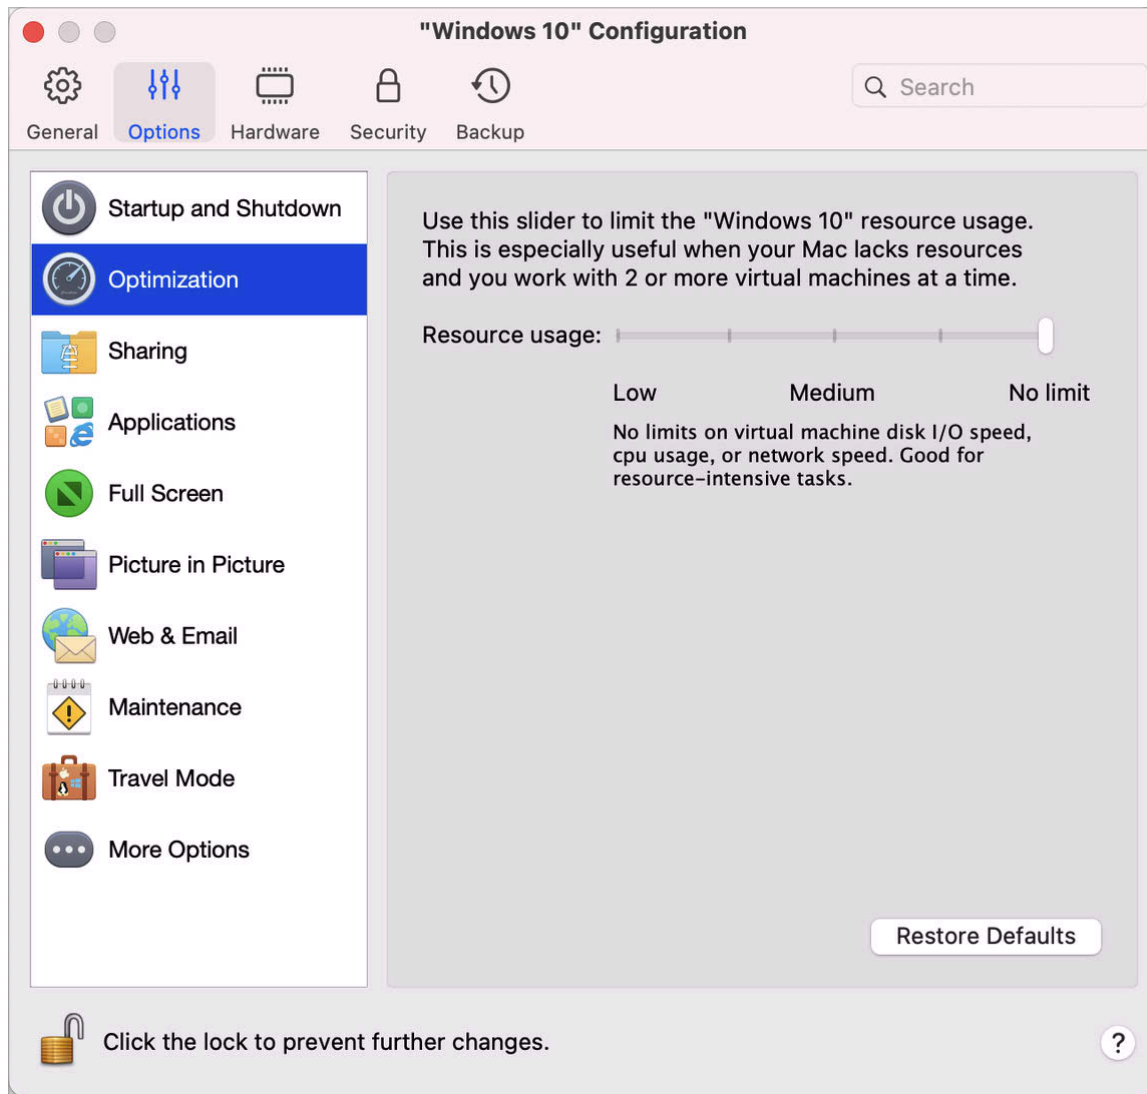 "Windows 10" Configuration
General
Options
Hardware
Security
Backup
Search
Startup and Shutdown
Optimization
Sharing
Applications
Full Screen
Picture in Picture
Web & Email
Maintenance
Travel Mode
More Options
Use this slider to limit the "Windows 10" resource usage.
This is especially useful when your Mac lacks resources
and you work with 2 or more virtual machines at a time.
Resource usage:
Low Medium No limit
No limits on virtual machine disk I/O speed,
cpu usage, or network speed. Good for
resource-intensive tasks.
Restore Defaults
Click the lock to prevent further changes.
?